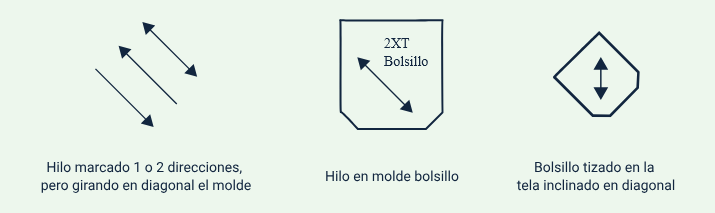 2XT
Bolsillo
Hilo marcado 1 o 2 direcciones,
pero girando en diagonal el molde
Hilo en molde bolsillo
Bolsillo tizado en la
tela inclinado en diagonal